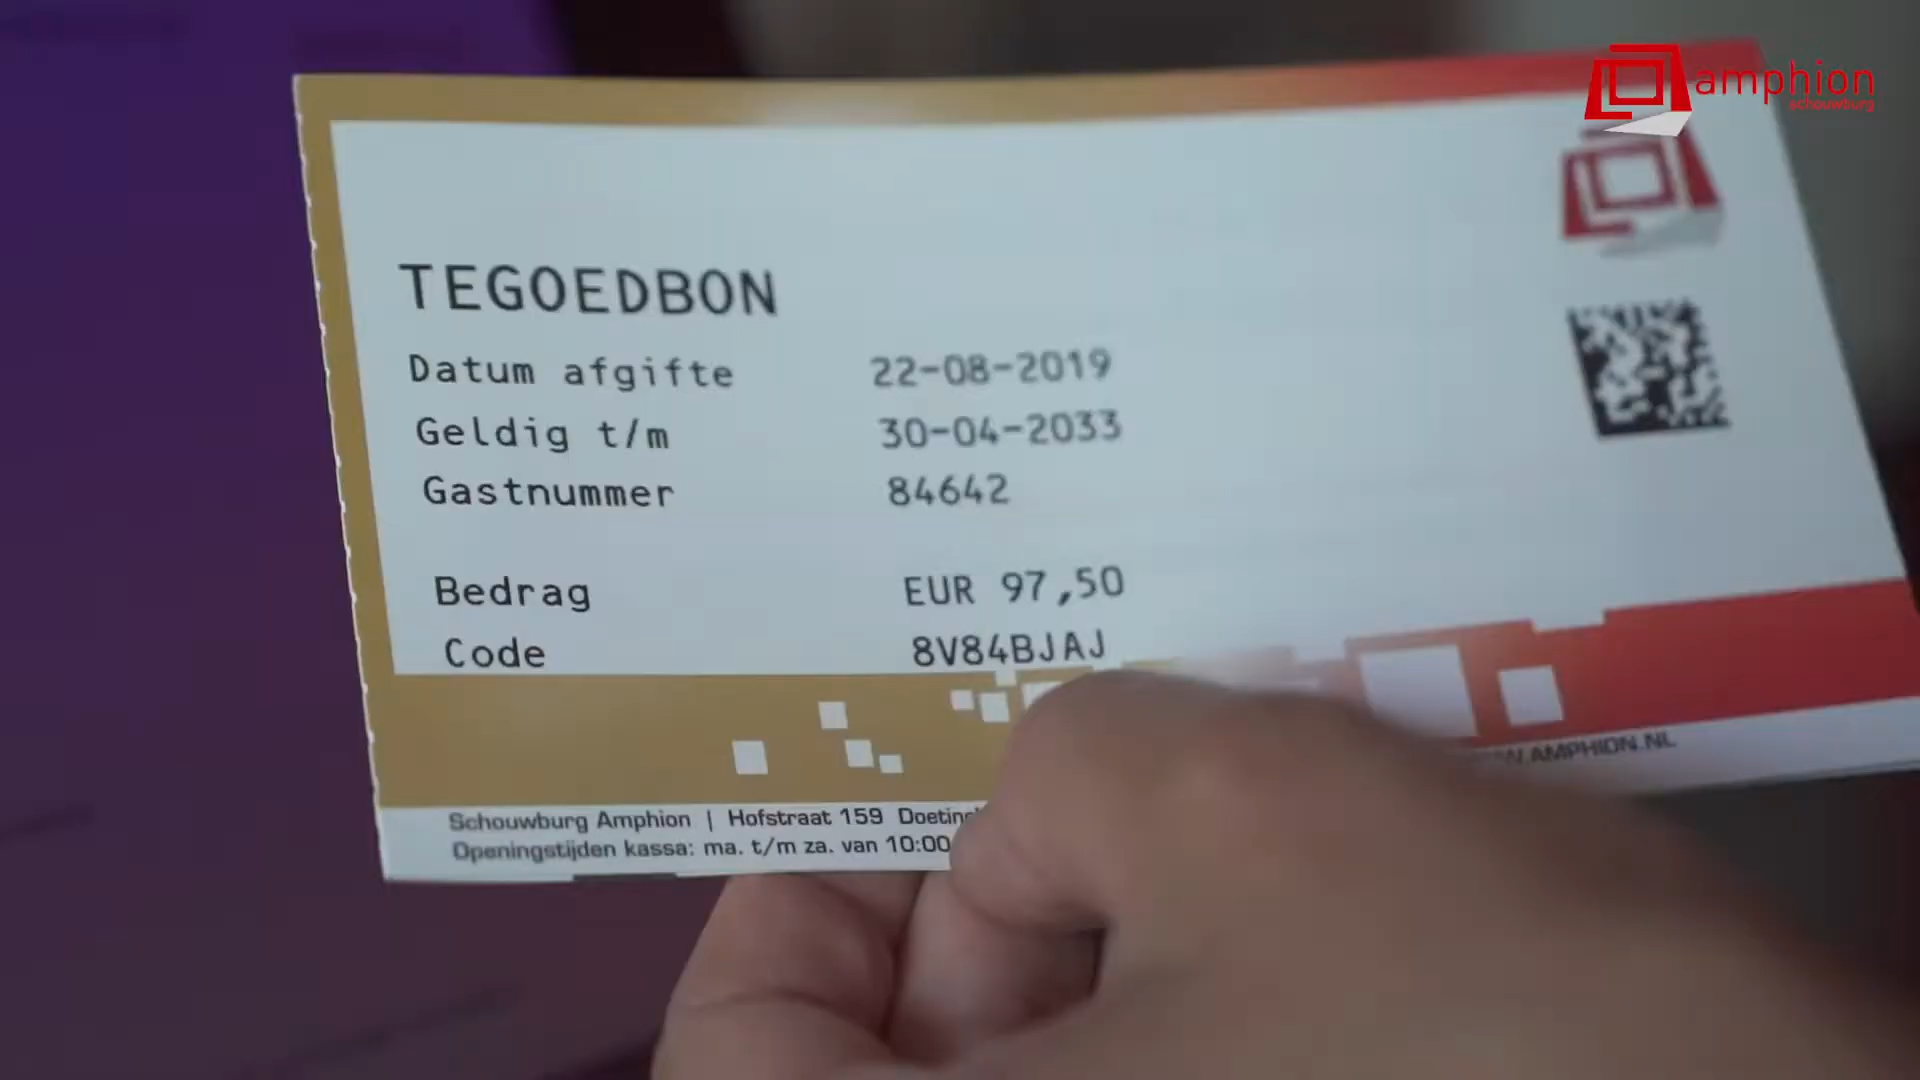 amphion
schouwburg
TEGOEDBON
Datum afgifte 22-08-2019
Geldig t/m 30-04-2033
Gastnummer 84642
Bedrag EUR 97,50
Code 8V84BJAJ
W.AMPHION.NL
Schouwburg Amphion | Hofstraat 159
Openingstijden kassa: ma. t/m za. van 10:00